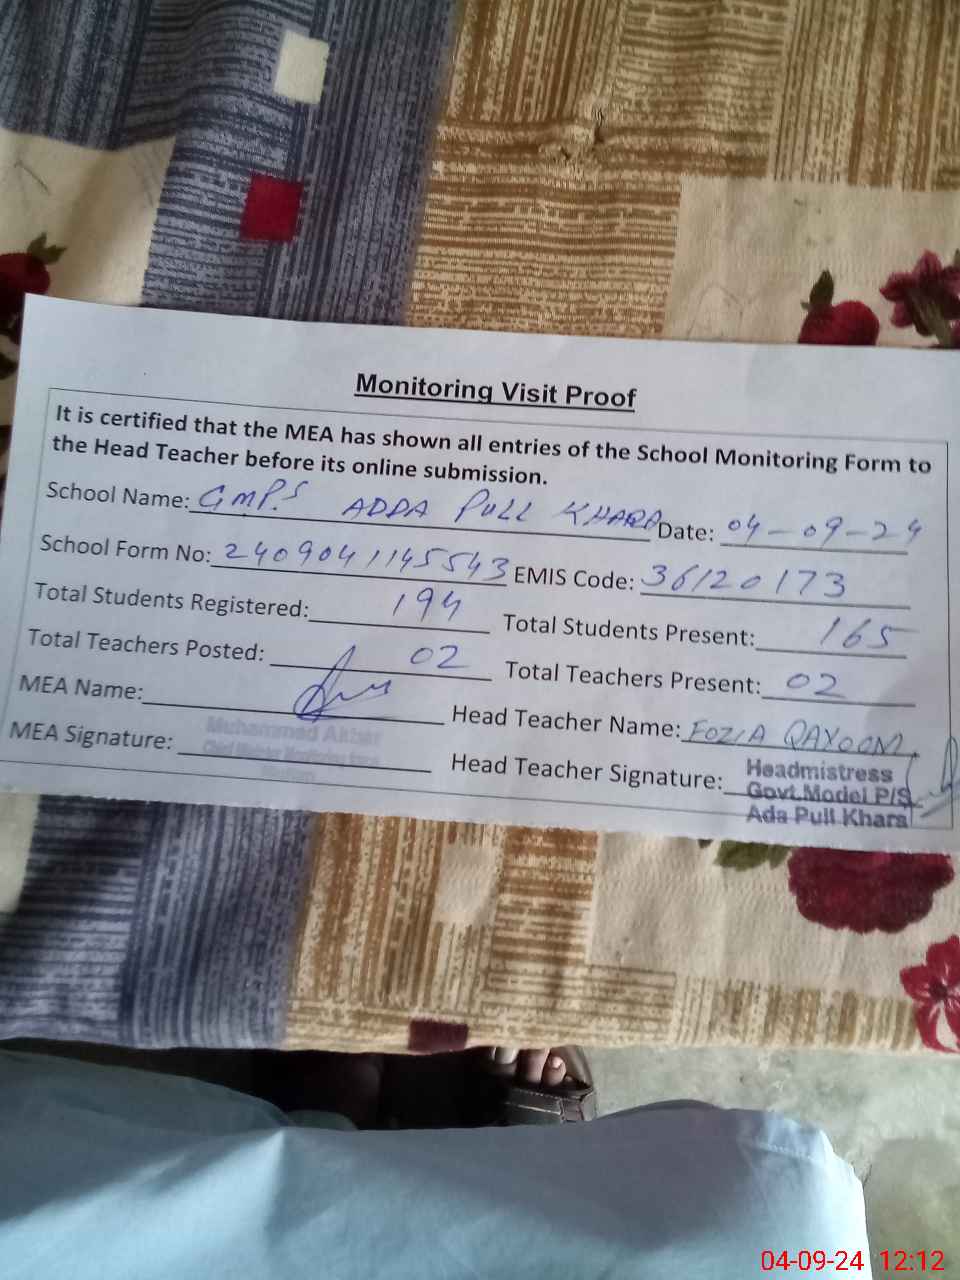 Monitoring Visit Proof
It is certified that the MEA has shown all entries of the School Monitoring Form to
the Head Teacher before its online submission.
School Name: GMPS ADDA PULL KHARA Date: 04-09-24
School Form No: 2409041145543 EMIS Code: 36120173
Total Students Registered: 194 Total Students Present: 165
Total Teachers Posted: 02 Total Teachers Present: 02
MEA Name: Head Teacher Name: FOZIA QAYOOM
Muhammad Akbar
MEA Signature: Head Teacher Signature:
Headmistress
Govt.Model P/S
Ada Pull Khara
04-09-24 12:12